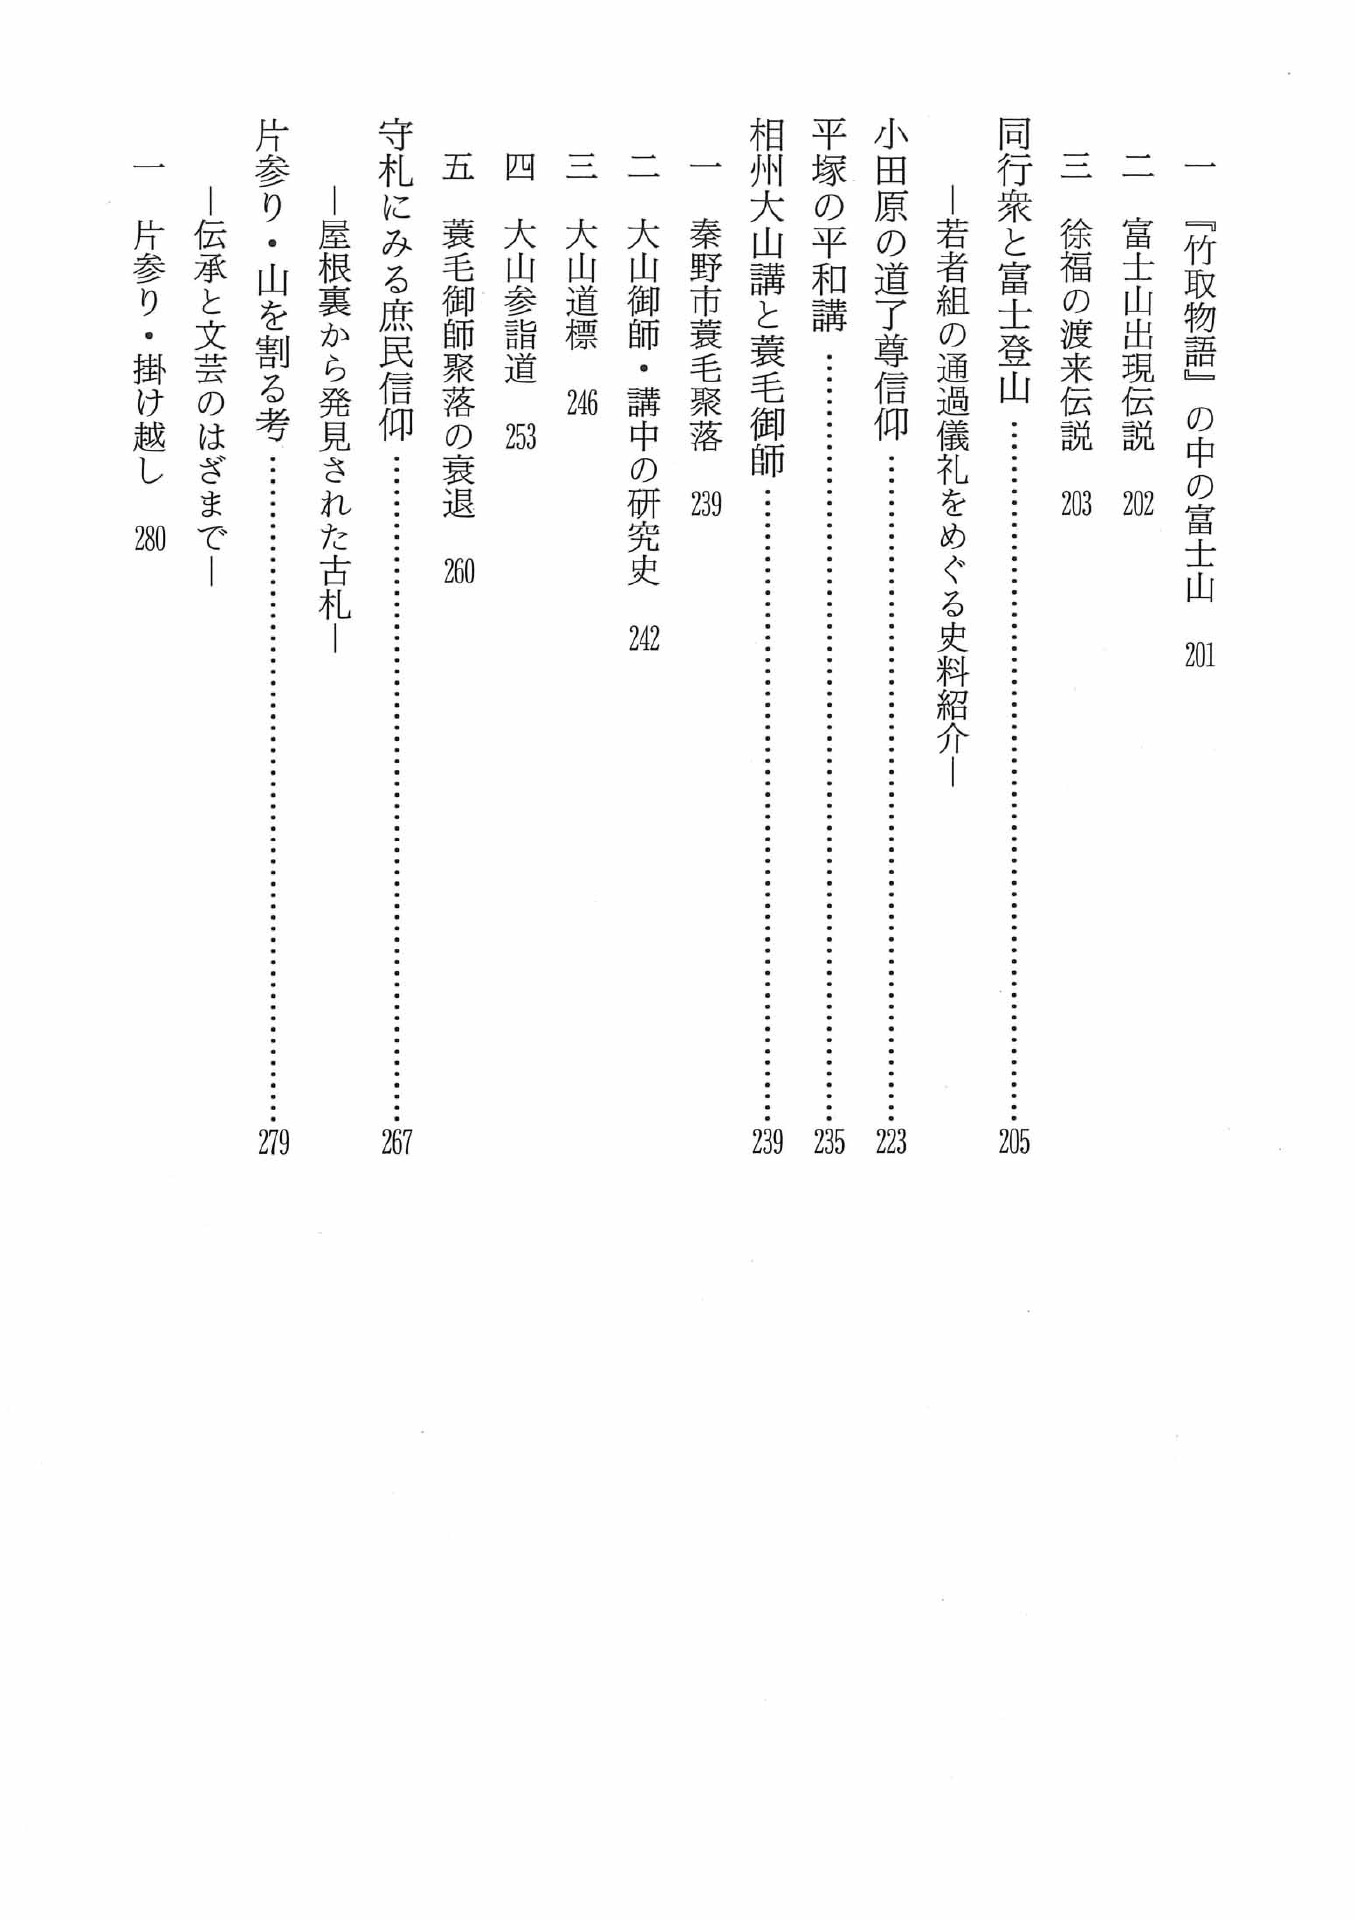 一　『竹取物語』の中の富士山　201
二　富士山出現伝説　202
三　徐福の渡来伝説　203
同行衆と富士登山……………………………205
―若者組の通過儀礼をめぐる史料紹介―
小田原の道了尊信仰……………………………223
平塚の平和講……………………………235
相州大山講と蓑毛御師……………………………239
一　秦野市蓑毛聚落　239
二　大山御師・講中の研究史　242
三　大山道標　246
四　大山参詣道　253
五　蓑毛御師聚落の衰退　260
守札にみる庶民信仰……………………………267
―屋根裏から発見された古札―
片参り・山を割る考……………………………279
―伝承と文芸のはざまで―
一　片参り・掛け越し　280